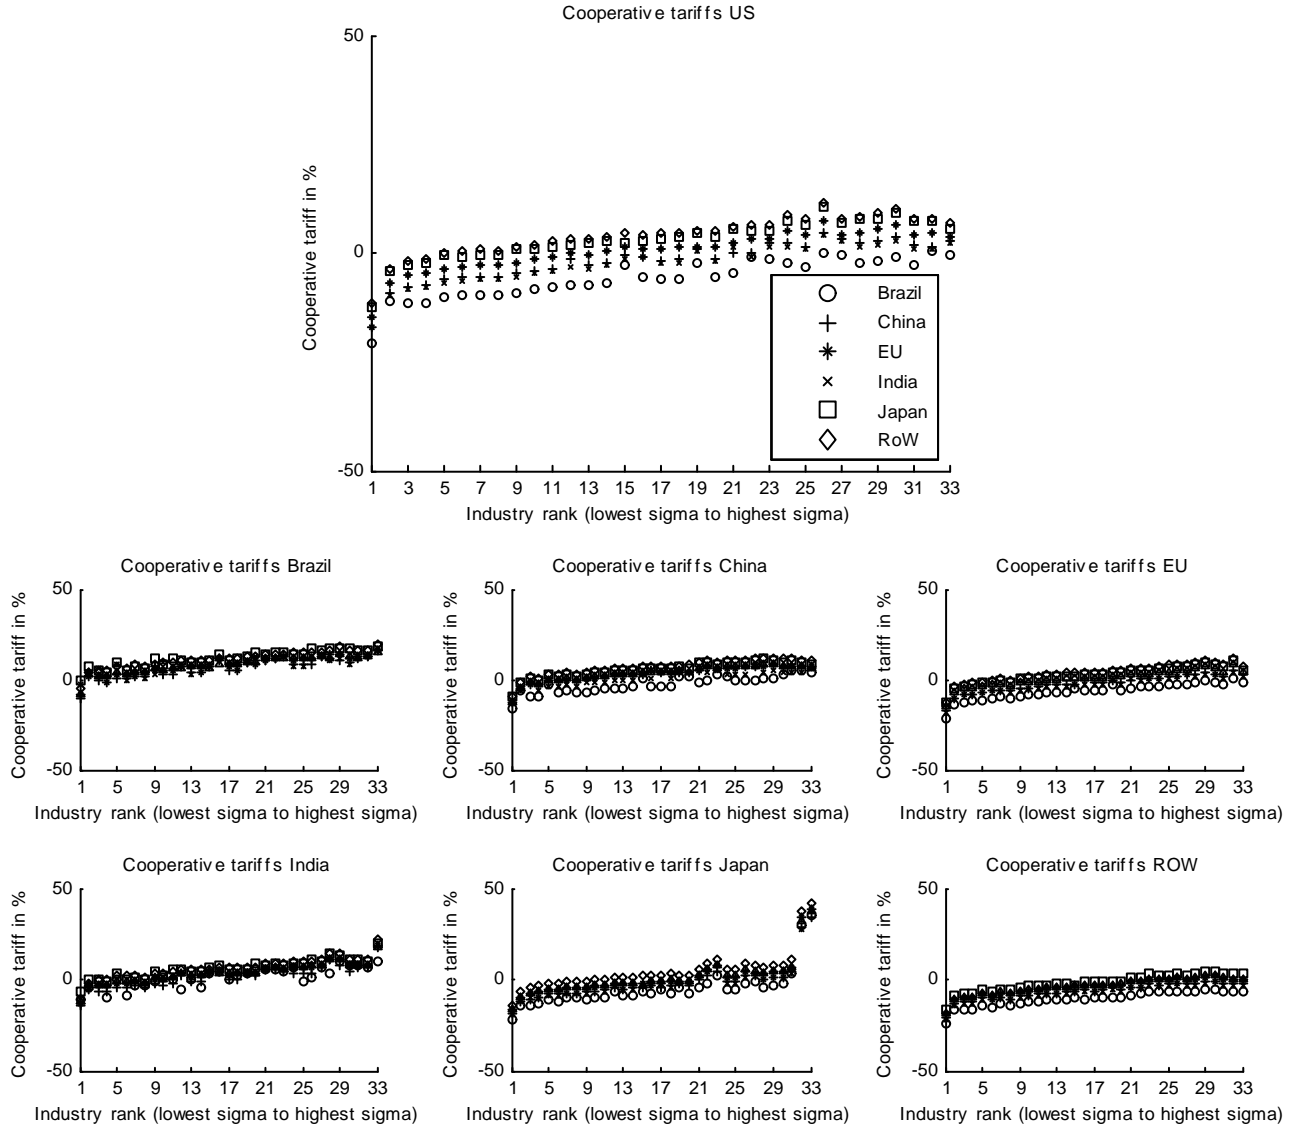 Cooperative tariffs US
50
0
-50
Cooperative tariff in %
1 3 5 7 9 11 13 15 17 19 21 23 25 27 29 31 33
Industry rank (lowest sigma to highest sigma)
Brazil
China
EU
India
Japan
RoW
Cooperative tariffs Brazil
50
0
-50
Cooperative tariff in %
1 5 9 13 17 21 25 29 33
Industry rank (lowest sigma to highest sigma)
Cooperative tariffs China
50
0
-50
Cooperative tariff in %
1 5 9 13 17 21 25 29 33
Industry rank (lowest sigma to highest sigma)
Cooperative tariffs EU
50
0
-50
Cooperative tariff in %
1 5 9 13 17 21 25 29 33
Industry rank (lowest sigma to highest sigma)
Cooperative tariffs India
50
0
-50
Cooperative tariff in %
1 5 9 13 17 21 25 29 33
Industry rank (lowest sigma to highest sigma)
Cooperative tariffs Japan
50
0
-50
Cooperative tariff in %
1 5 9 13 17 21 25 29 33
Industry rank (lowest sigma to highest sigma)
Cooperative tariffs ROW
50
0
-50
Cooperative tariff in %
1 5 9 13 17 21 25 29 33
Industry rank (lowest sigma to highest sigma)